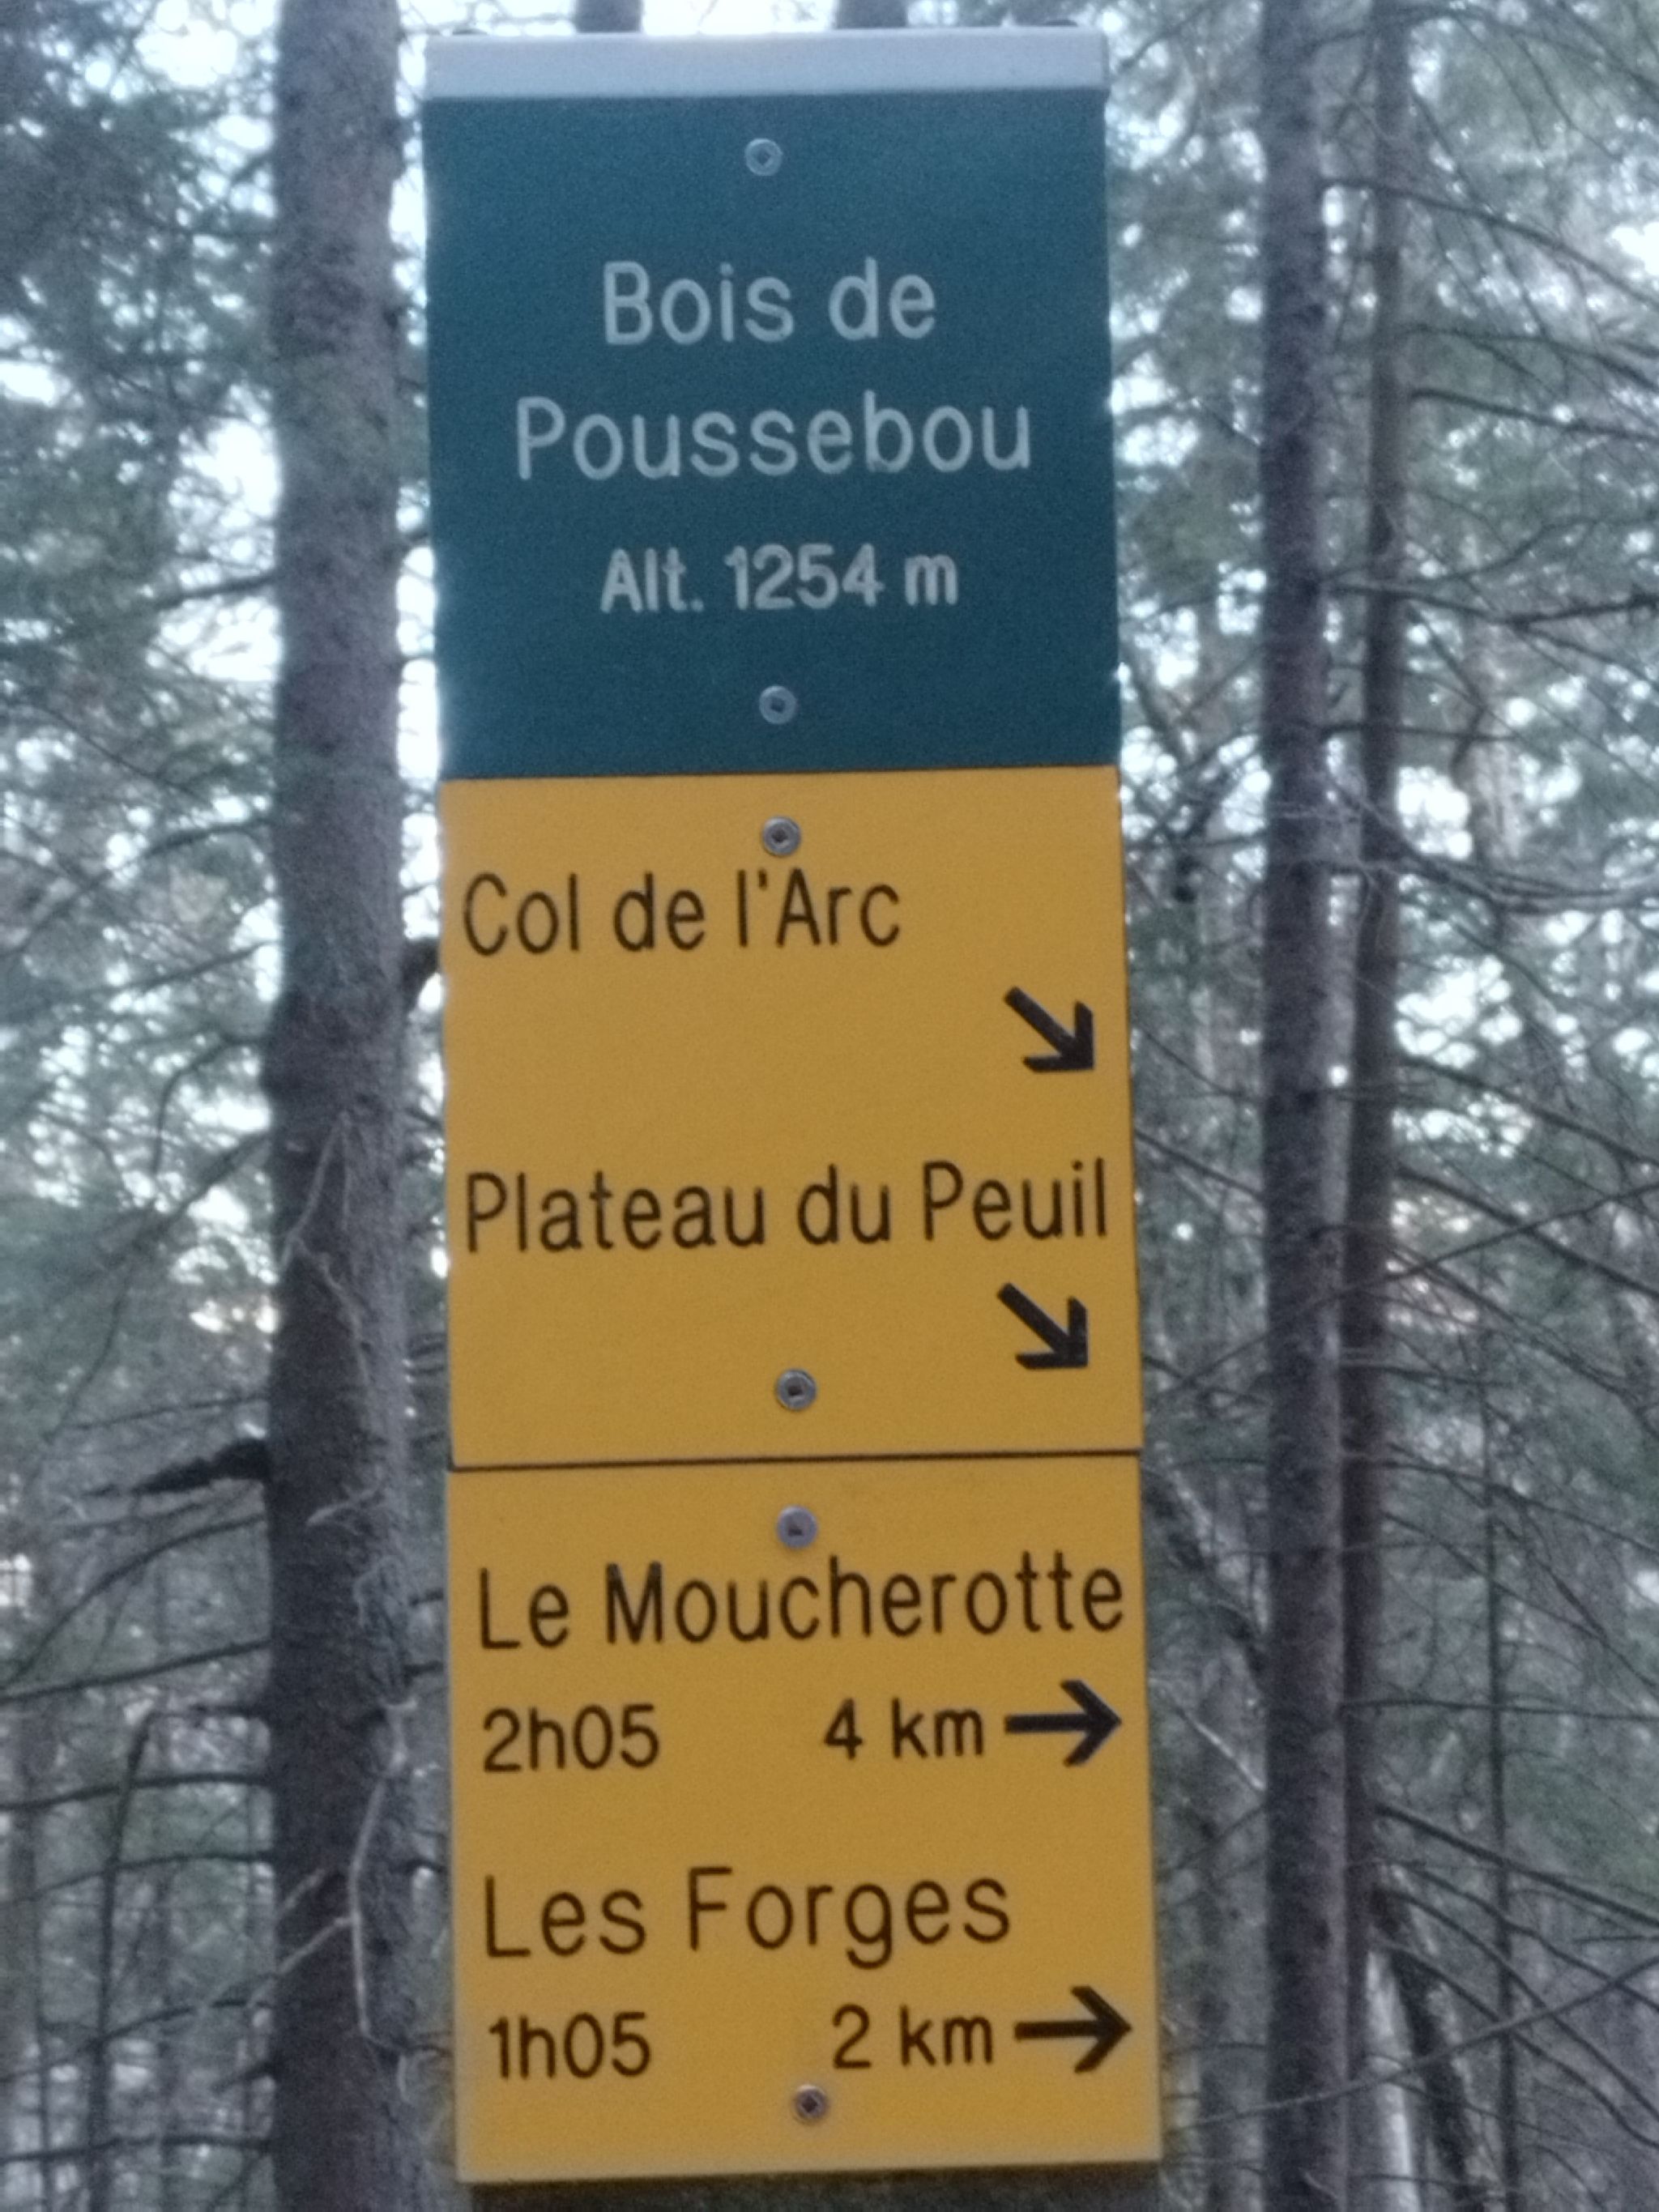 Bois de
Poussebou
Alt. 1254 m
Col de l'Arc
Plateau du Peuil
Le Moucherotte
2h05 4 km
Les Forges
1h05 2 km